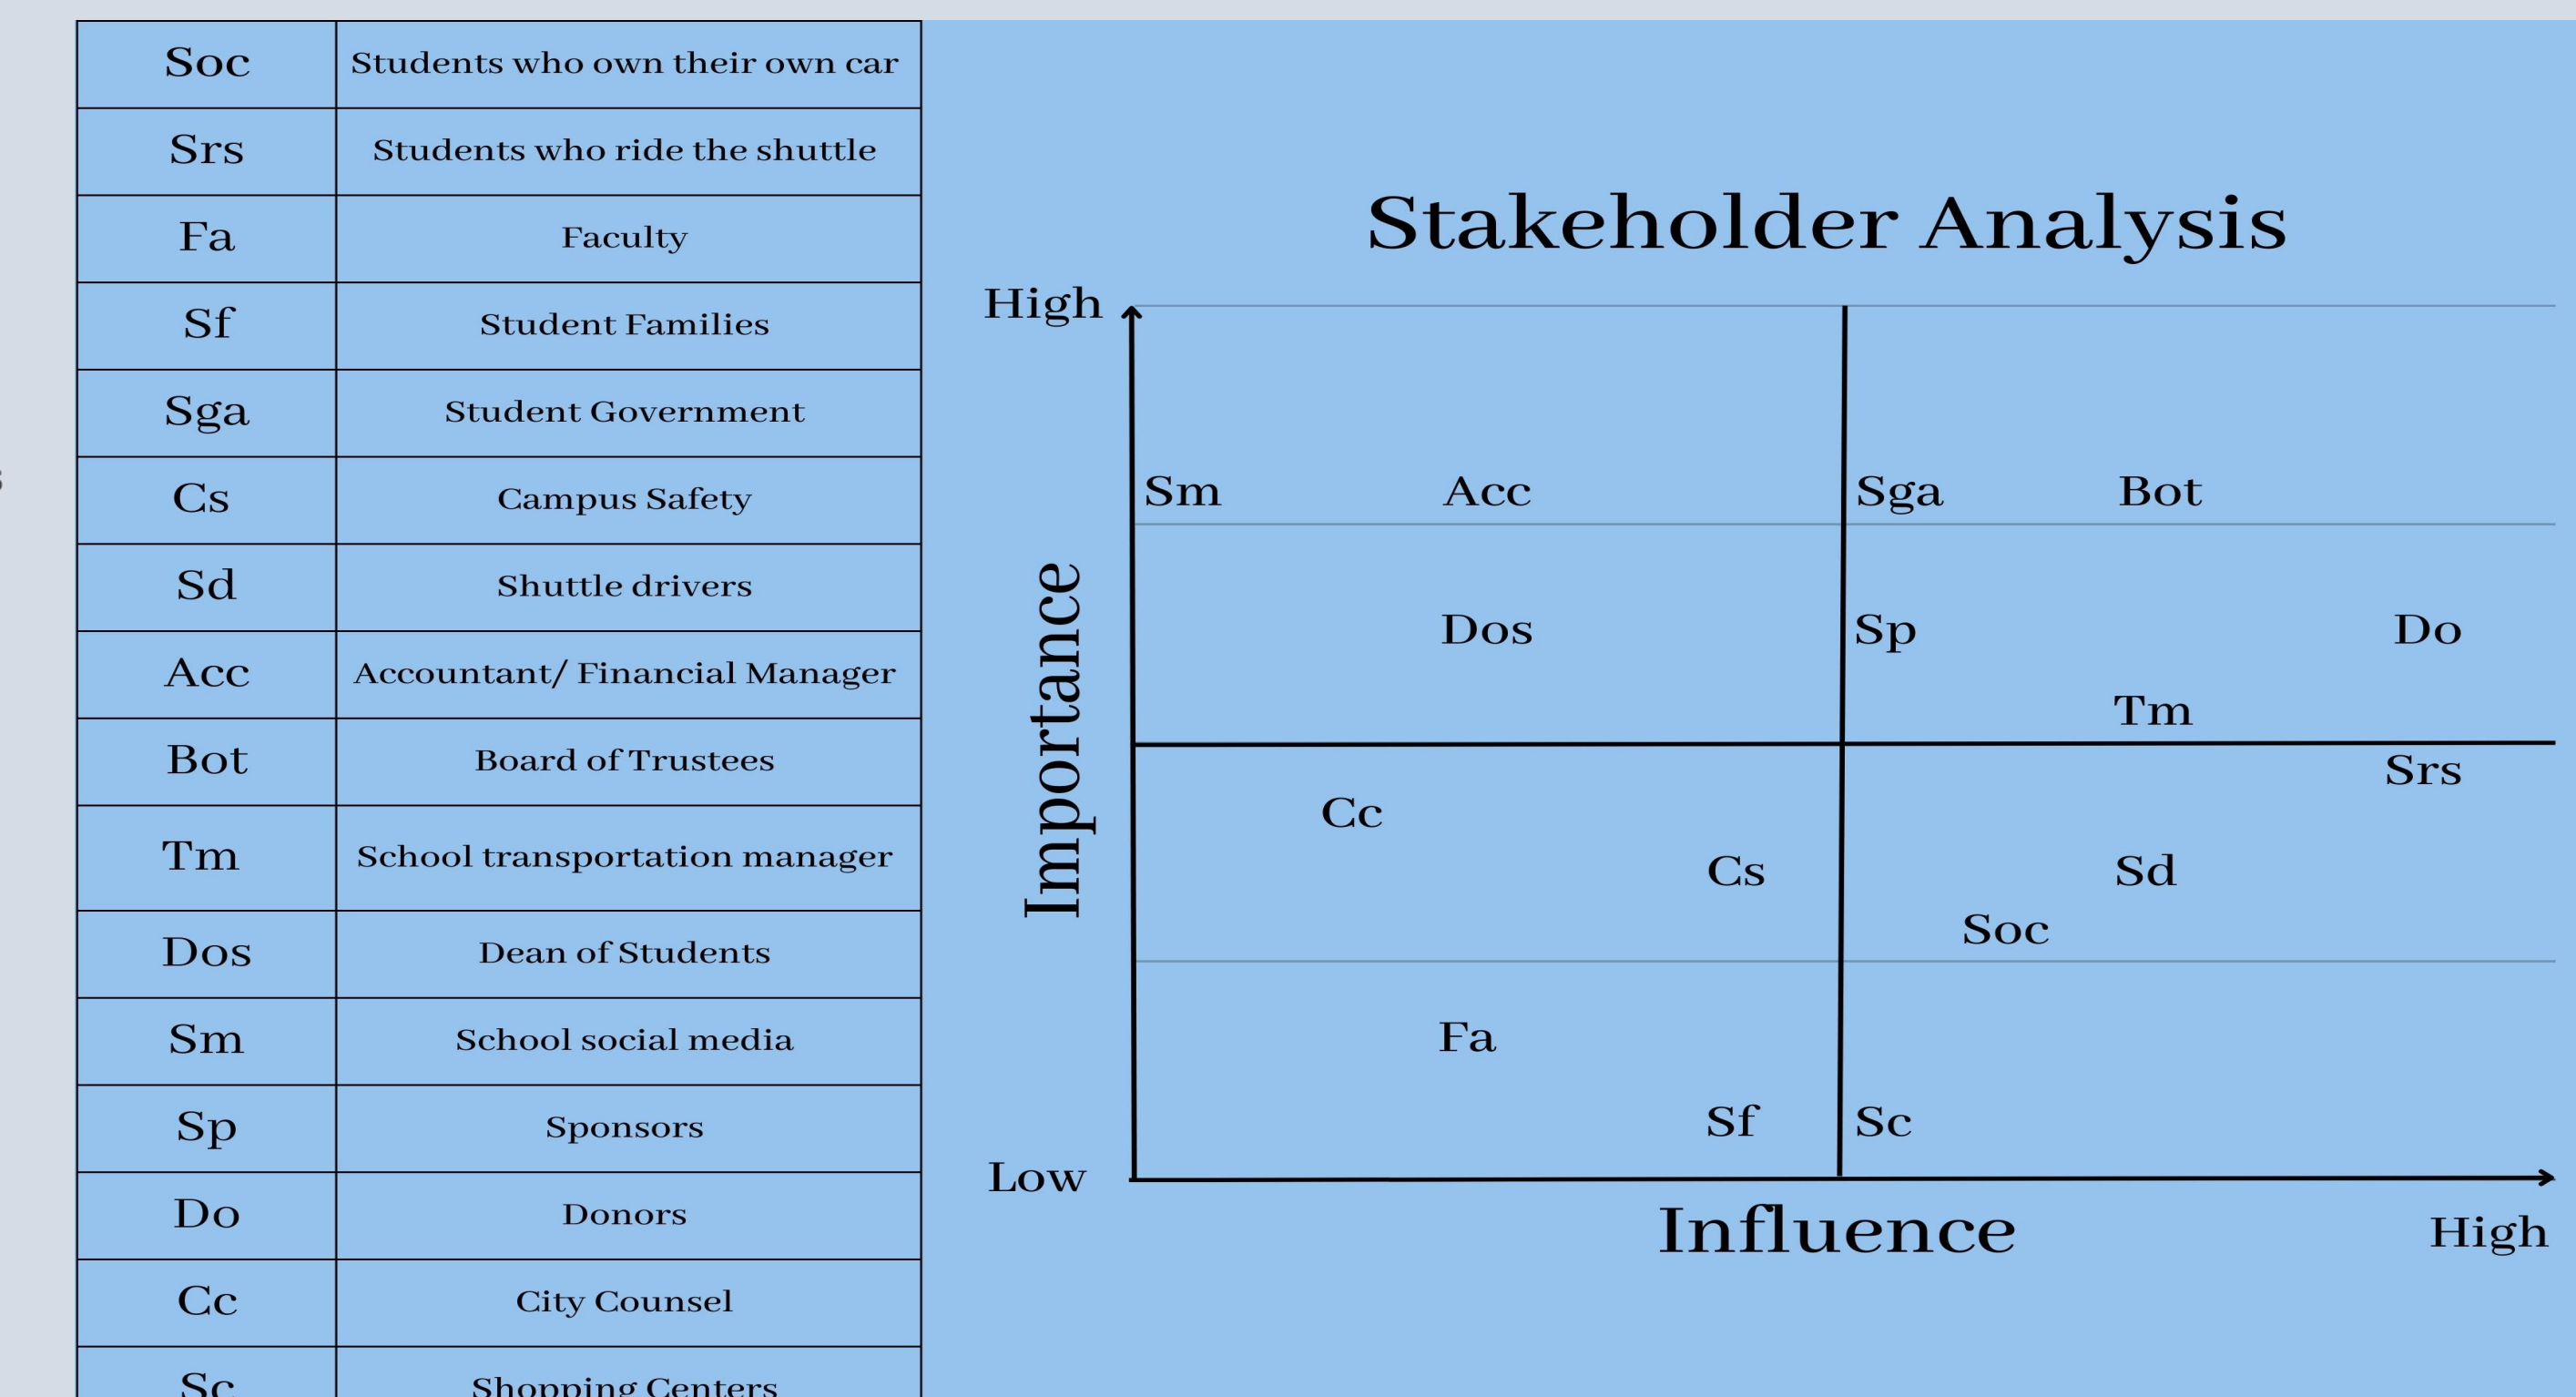 Soc Students who own their own car
Srs Students who ride the shuttle
Fa Faculty
Sf Student Families
Sga Student Government
Cs Campus Safety
Sd Shuttle drivers
Acc Accountant/ Financial Manager
Bot Board of Trustees
Tm School transportation manager
Dos Dean of Students
Sm School social media
Sp Sponsors
Do Donors
Cc City Counsel
Sc Shopping Centers
Stakeholder Analysis
High
Importance
Sm Acc Sga Bot
Dos Sp Do
Tm
Srs
Cc
Cs Sd
Soc
Fa
Sf Sc
Low
Influence
High